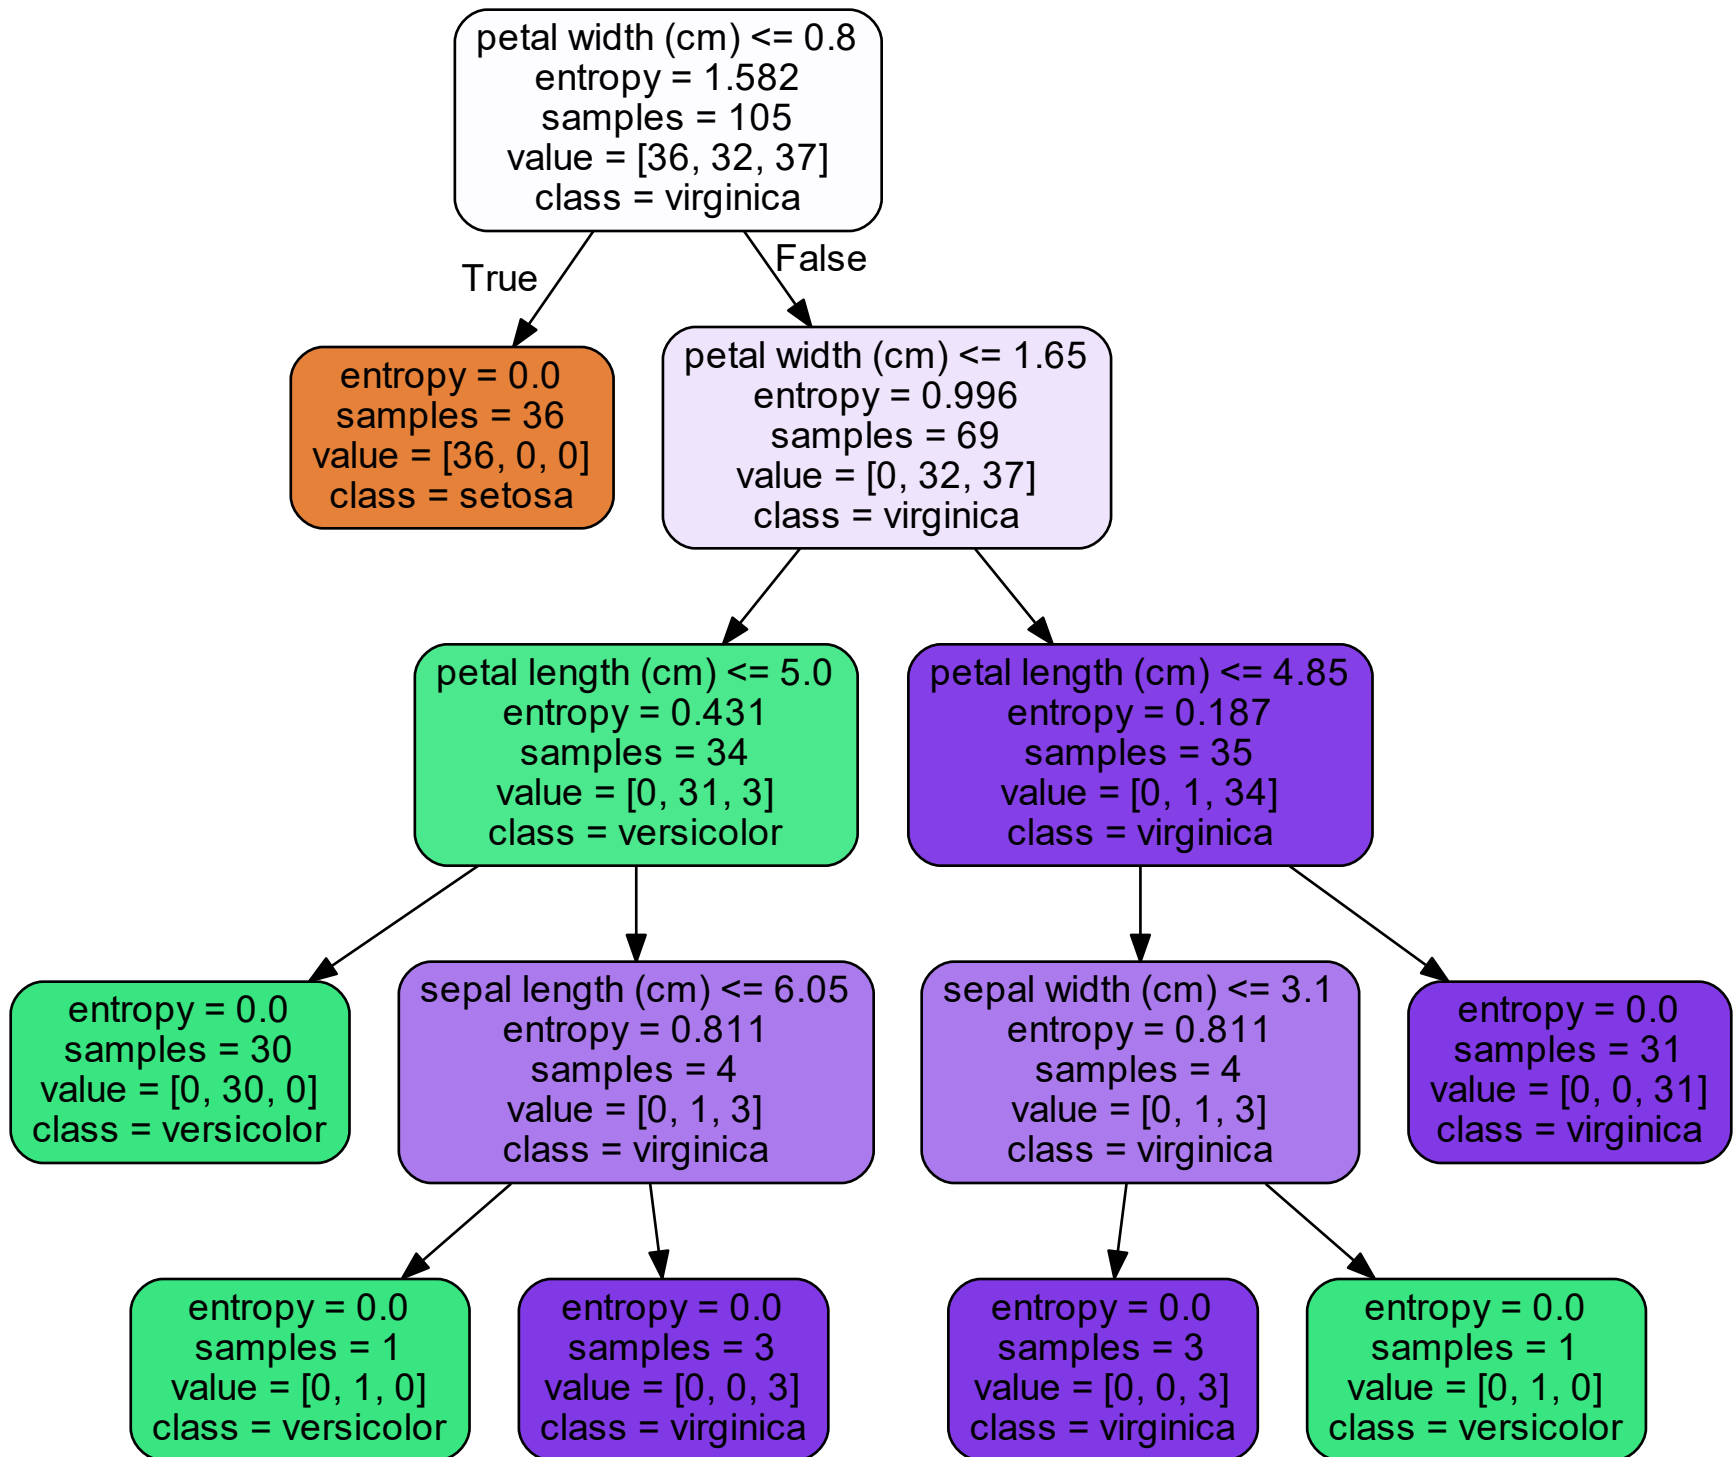 petal width (cm) <= 0.8
entropy = 1.582
samples = 105
value = [36, 32, 37]
class = virginica
True
False
entropy = 0.0
samples = 36
value = [36, 0, 0]
class = setosa
petal width (cm) <= 1.65
entropy = 0.996
samples = 69
value = [0, 32, 37]
class = virginica
petal length (cm) <= 5.0
entropy = 0.431
samples = 34
value = [0, 31, 3]
class = versicolor
petal length (cm) <= 4.85
entropy = 0.187
samples = 35
value = [0, 1, 34]
class = virginica
entropy = 0.0
samples = 30
value = [0, 30, 0]
class = versicolor
sepal length (cm) <= 6.05
entropy = 0.811
samples = 4
value = [0, 1, 3]
class = virginica
sepal width (cm) <= 3.1
entropy = 0.811
samples = 4
value = [0, 1, 3]
class = virginica
entropy = 0.0
samples = 31
value = [0, 0, 31]
class = virginica
entropy = 0.0
samples = 1
value = [0, 1, 0]
class = versicolor
entropy = 0.0
samples = 3
value = [0, 0, 3]
class = virginica
entropy = 0.0
samples = 3
value = [0, 0, 3]
class = virginica
entropy = 0.0
samples = 1
value = [0, 1, 0]
class = versicolor